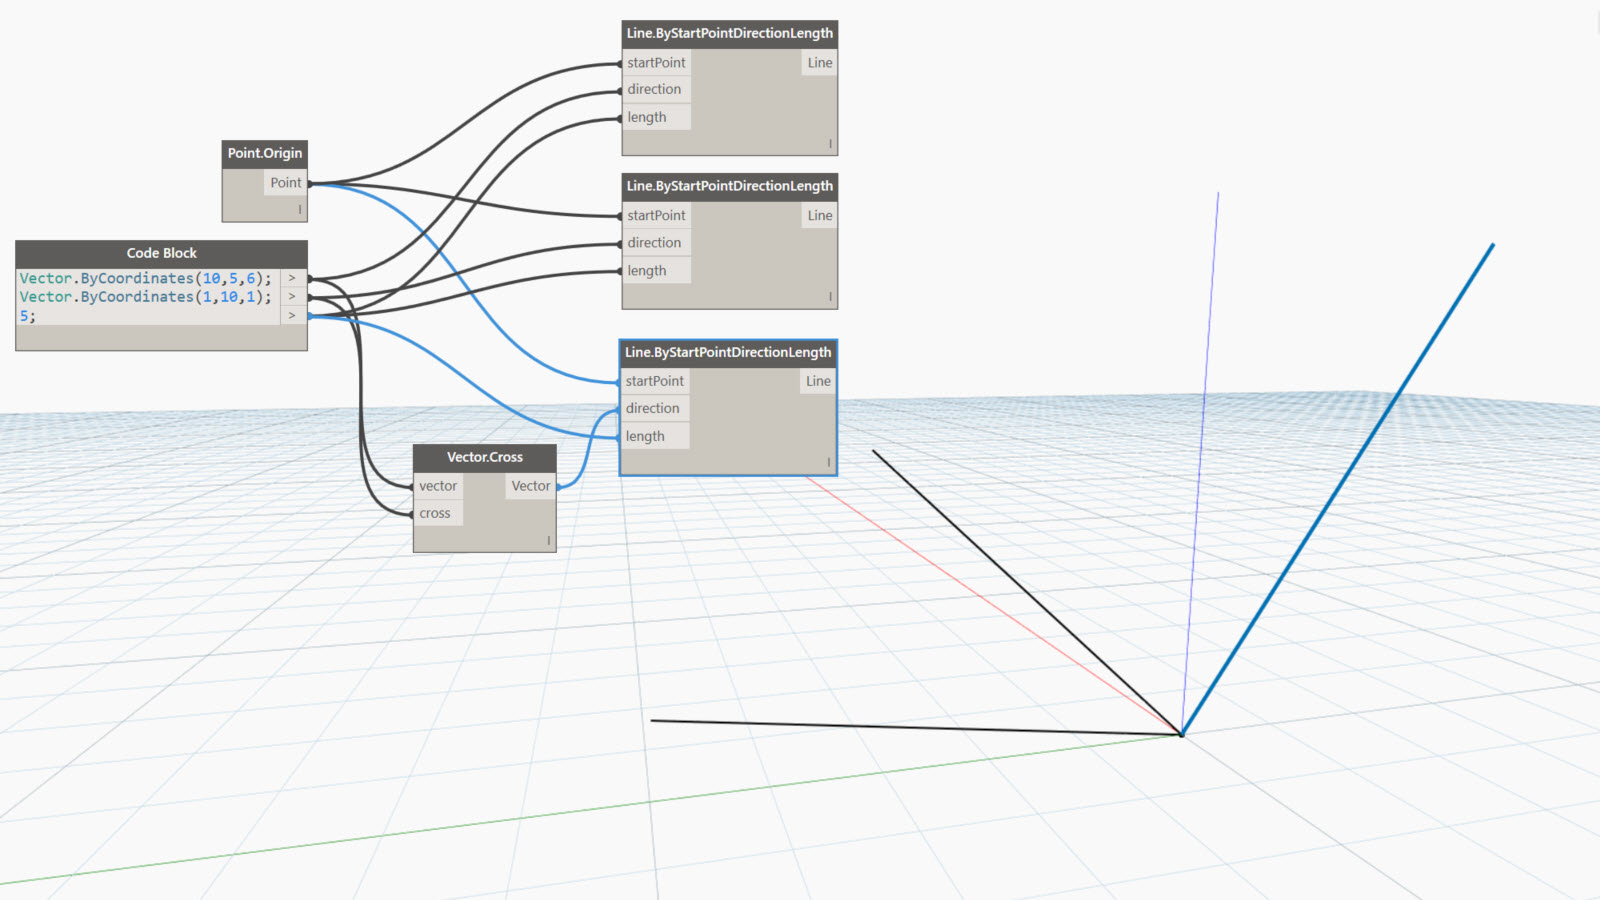 Line.ByStartPointDirectionLength
startPoint
Line
direction
length
|
Point.Origin
Point
|
Line.ByStartPointDirectionLength
startPoint
Line
direction
length
|
Code Block
Vector.ByCoordinates(10,5,6); >
Vector.ByCoordinates(1,10,1); >
5; >
Line.ByStartPointDirectionLength
startPoint
Line
direction
length
|
Vector.Cross
vector
Vector
cross
|